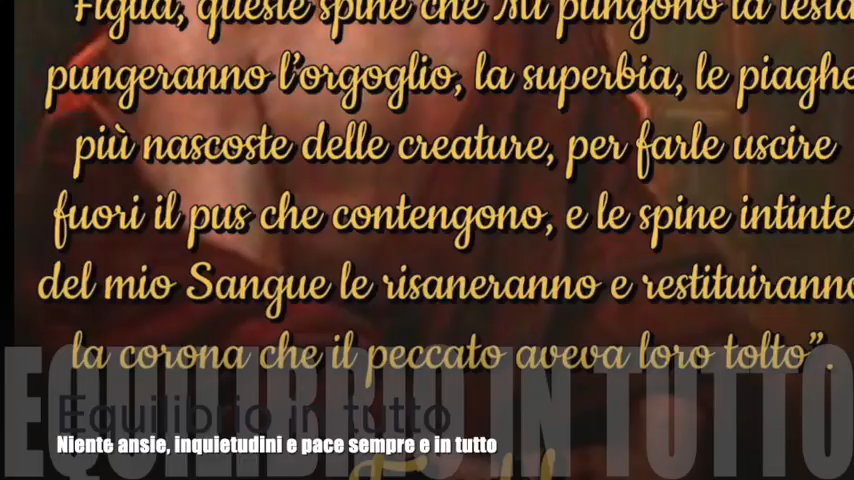 Figlia, queste spine che Mi pungono la testa
pungeranno l'orgoglio, la superbia, le piaghe
più nascoste delle creature, per farle uscire
fuori il pus che contengono, e le spine intinte
del mio Sangue le risaneranno e restituiranno
la corona che il peccato aveva loro tolto”.
EQUILIBRIO IN TUTTO
Equilibrio in tutto
Niente ansie, inquietudini e pace sempre e in tutto